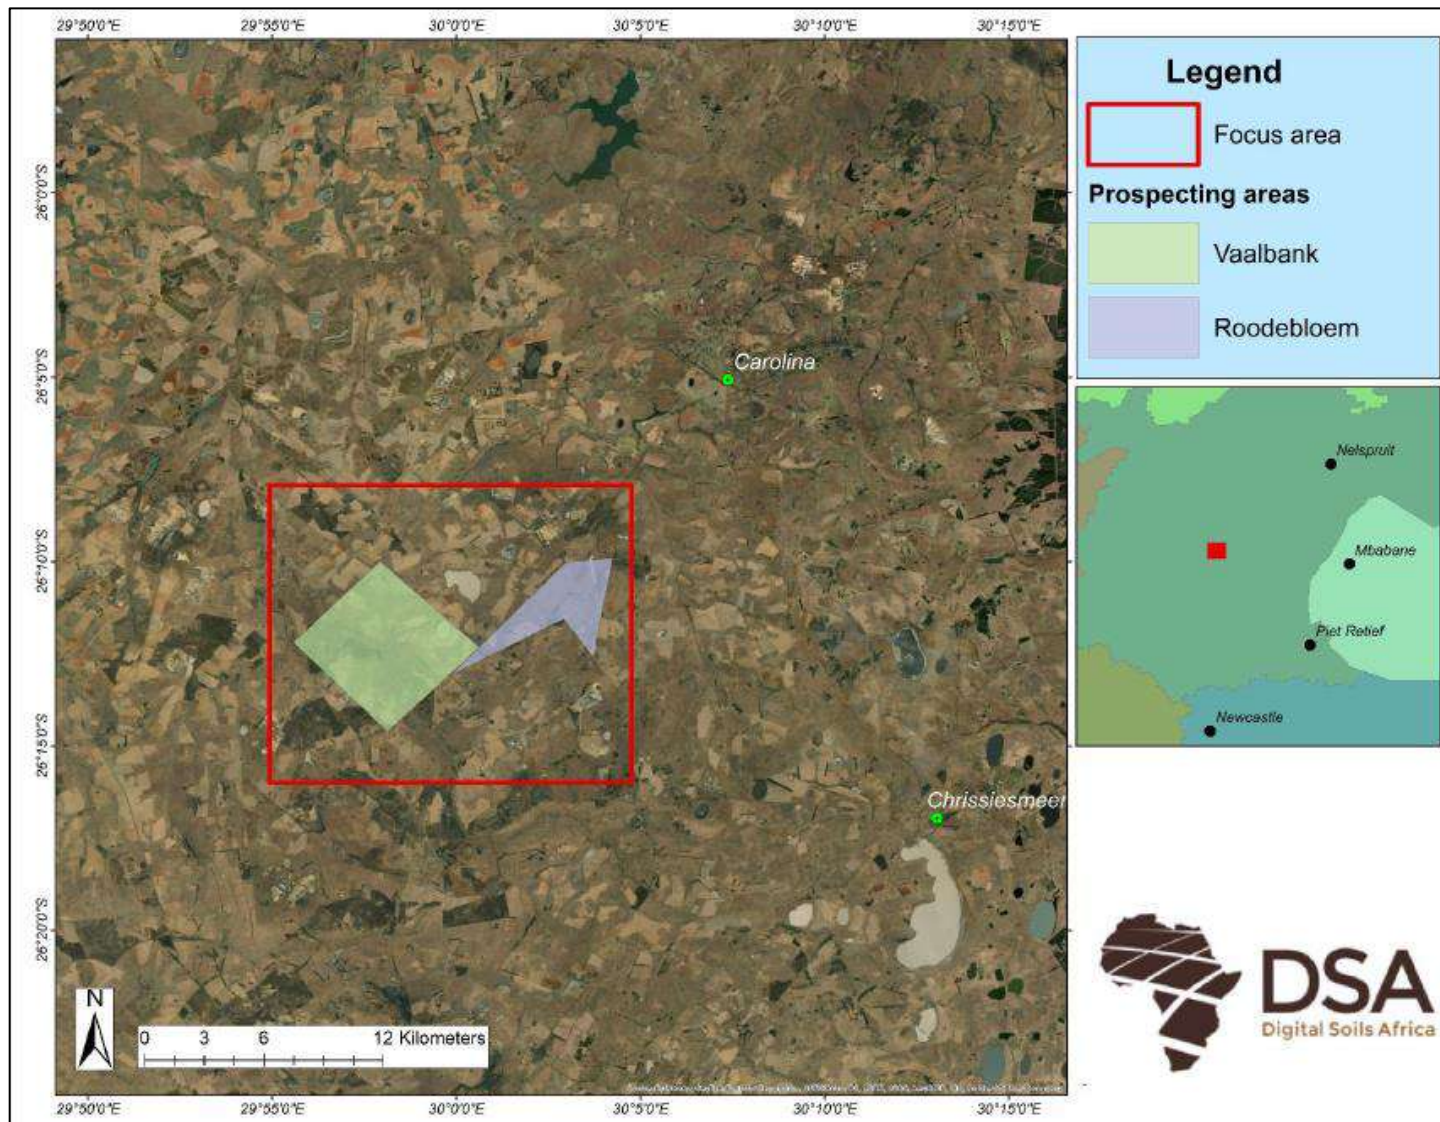 29°50'0"E 29°55'0"E 30°0'0"E 30°5'0"E 30°10'0"E 30°15'0"E
26°0'0"S
26°5'0"S
26°10'0"S
26°15'0"S
26°20'0"S
Carolina
Chrissiesmeer
N
0 3 6 12 Kilometers
29°50'0"E 29°55'0"E 30°0'0"E 30°5'0"E 30°10'0"E 30°15'0"E
Legend
Focus area
Prospecting areas
Vaalbank
Roodebloem
Nelspruit
Mbabane
Piet Retief
Newcastle
DSA
Digital Soils Africa